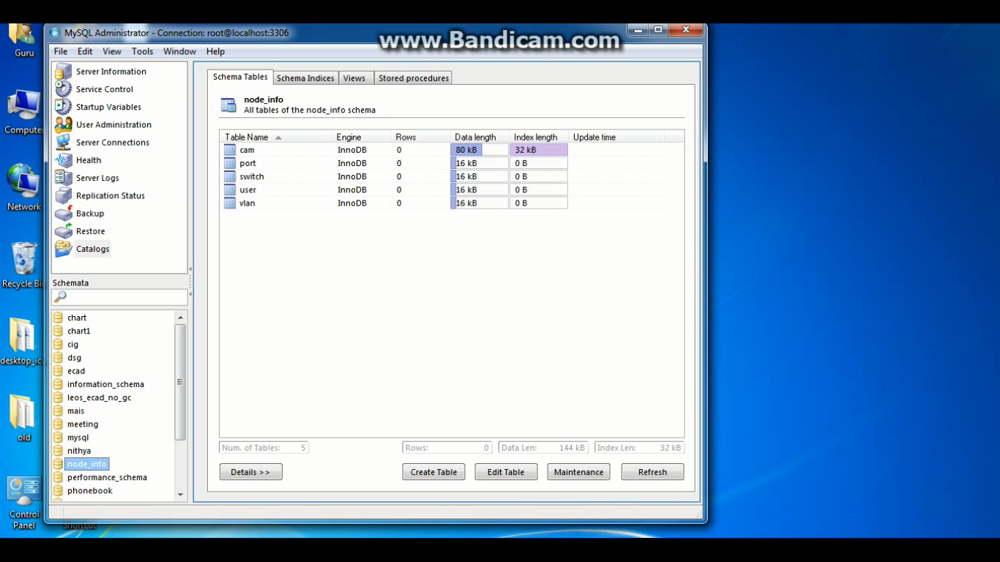 MySQL Administrator - Connection: root@localhost:3306
www.Bandicam.com
File Edit View Tools Window Help
Guru
Network
Recycle Bin
old
Control
Panel
Shortcut
Server Information
Service Control
Startup Variables
User Administration
Server Connections
Health
Server Logs
Replication Status
Backup
Restore
Catalogs
Schemata
chart
chart1
cig
dsg
ecad
information_schema
leos_ecad_no_gc
mais
meeting
mysql
nithya
node_info
performance_schema
phonebook
Schema Tables Schema Indices Views Stored procedures
node_info
All tables of the node_info schema
Table Name Engine Rows Data length Index length Update time
cam InnoDB 0 80 kB 32 kB
port InnoDB 0 16 kB 0 B
switch InnoDB 0 16 kB 0 B
user InnoDB 0 16 kB 0 B
vlan InnoDB 0 16 kB 0 B
Num. of Tables: 5 Rows: 0 Data Len: 144 kB Index Len: 32 kB
Details >> Create Table Edit Table Maintenance Refresh